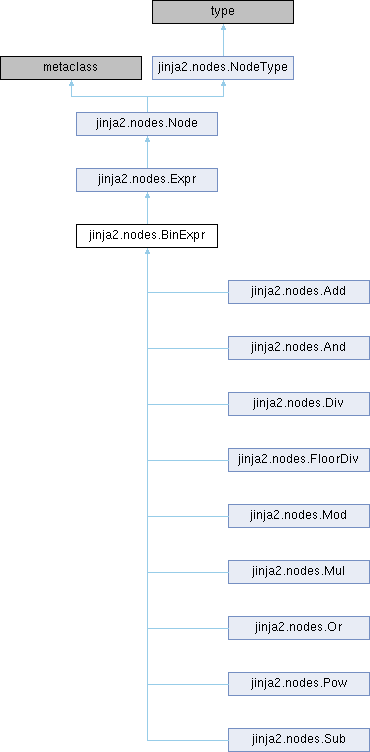 type
metaclass
jinja2.nodes.NodeType
jinja2.nodes.Node
jinja2.nodes.Expr
jinja2.nodes.BinExpr
jinja2.nodes.Add
jinja2.nodes.And
jinja2.nodes.Div
jinja2.nodes.FloorDiv
jinja2.nodes.Mod
jinja2.nodes.Mul
jinja2.nodes.Or
jinja2.nodes.Pow
jinja2.nodes.Sub